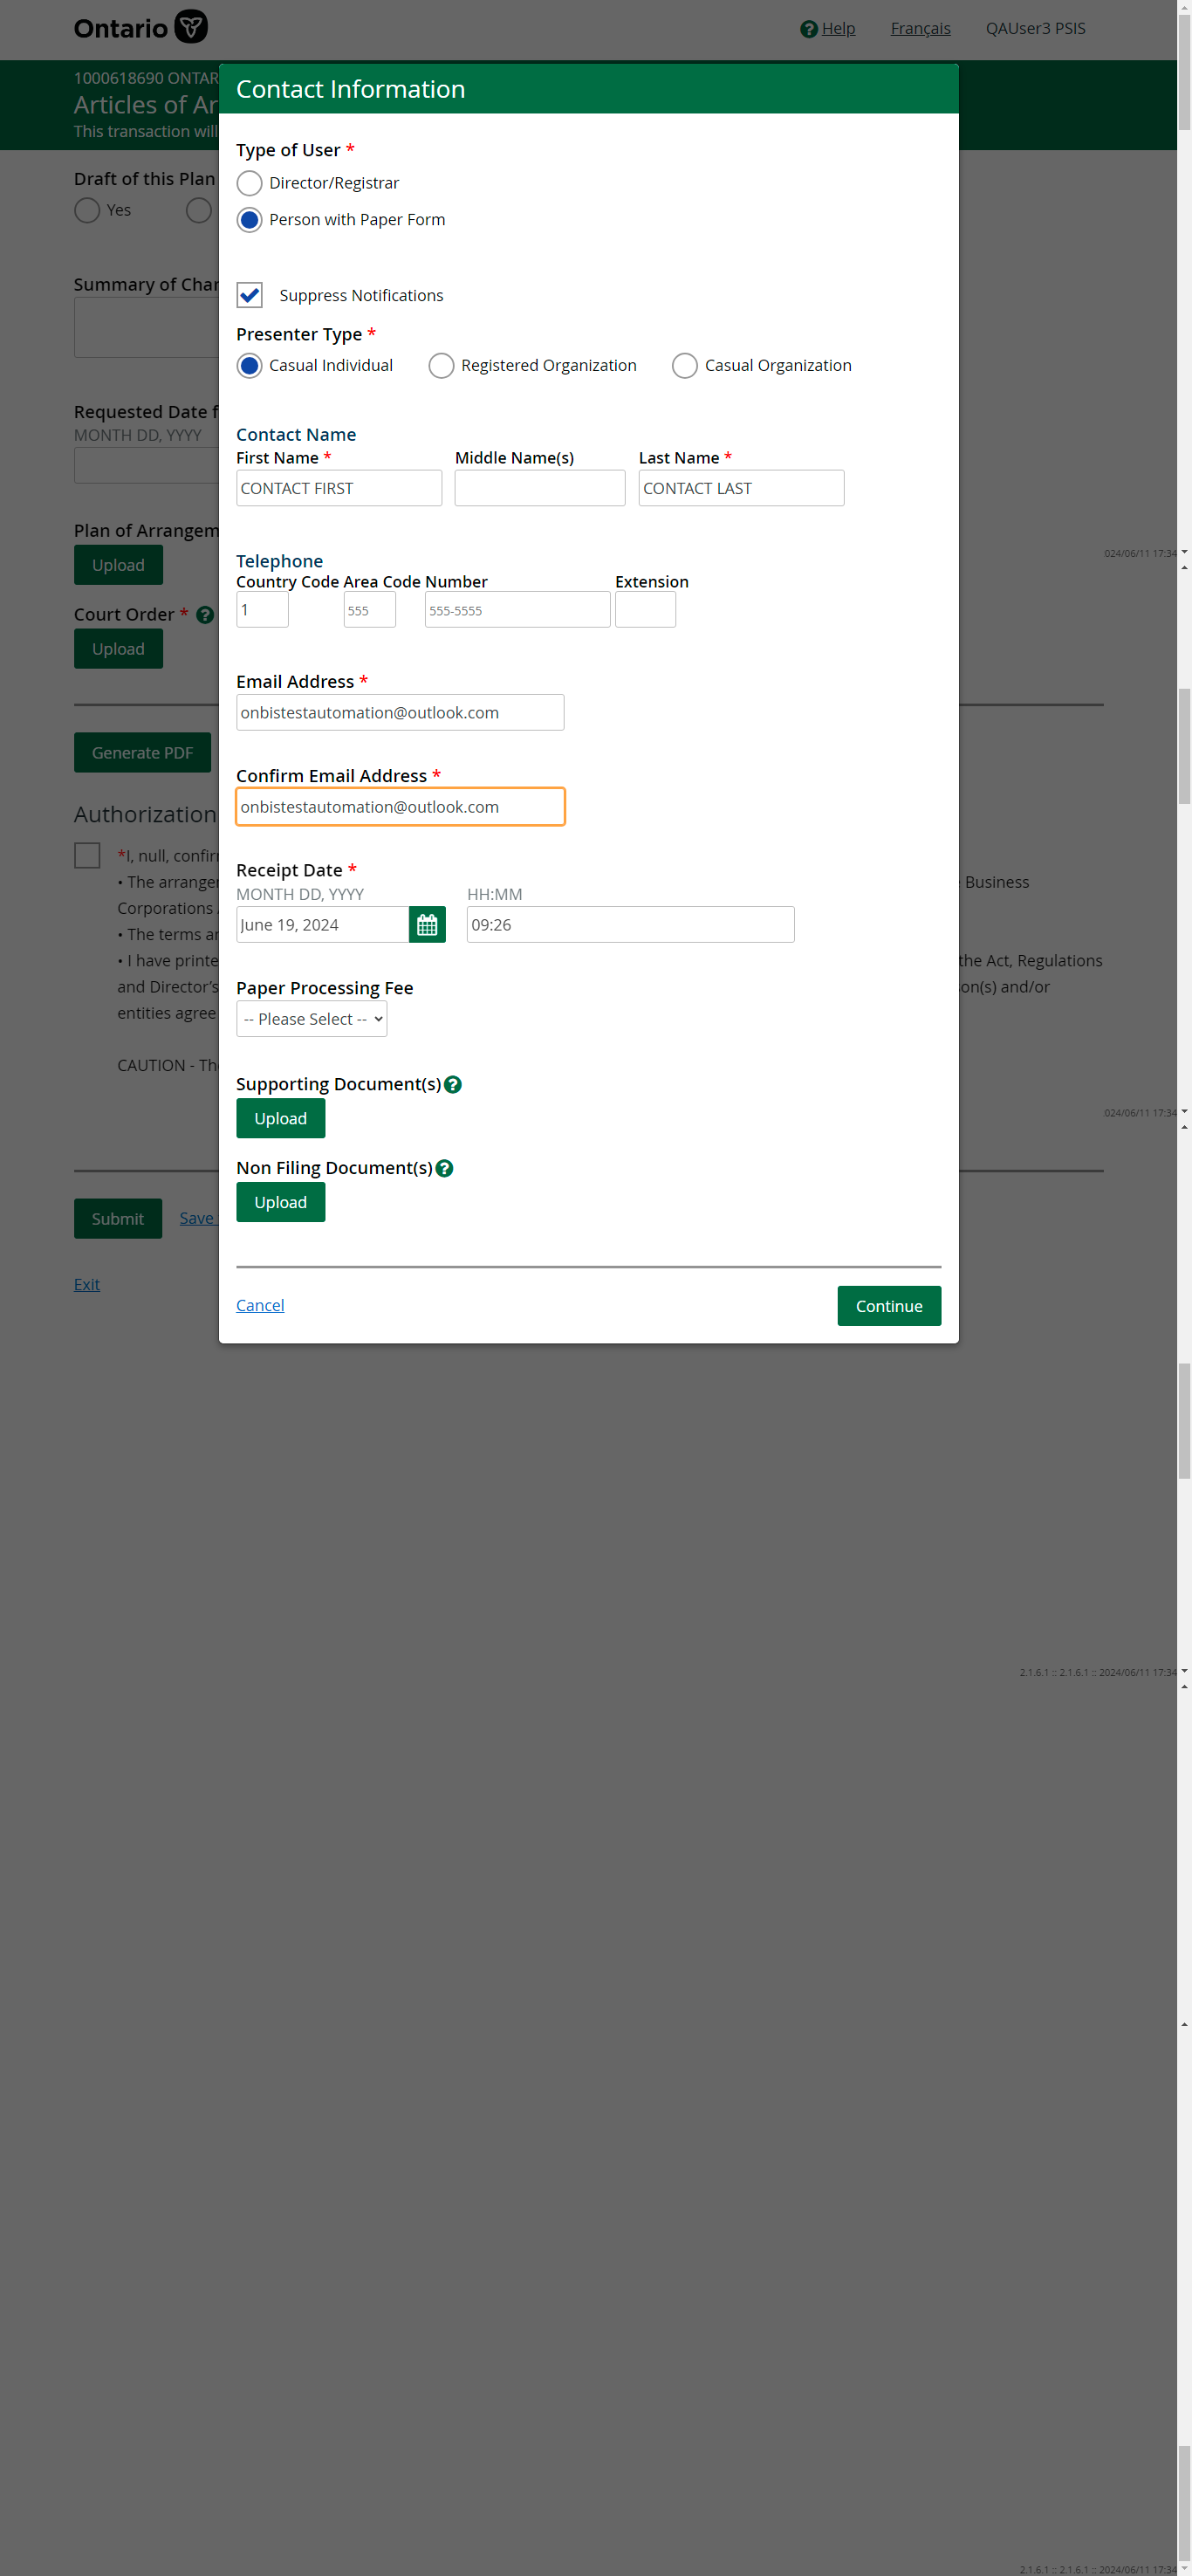 Ontario
Help Français QAUser3 PSIS
1000618690 ONTAR
Articles of Ar
This transaction will
Contact Information
Type of User *
Director/Registrar
Person with Paper Form
Suppress Notifications
Presenter Type *
Casual Individual Registered Organization Casual Organization
Contact Name
First Name * Middle Name(s) Last Name *
CONTACT FIRST CONTACT LAST
Telephone
Country Code Area Code Number Extension
1 555 555-5555
Email Address *
onbistestautomation@outlook.com
Confirm Email Address *
onbistestautomation@outlook.com
Receipt Date *
MONTH DD, YYYY HH:MM
June 19, 2024 09:26
Paper Processing Fee
-- Please Select --
Supporting Document(s)
Upload
Non Filing Document(s)
Upload
Cancel Continue
Draft of this Plan
Yes
Summary of Char
Requested Date f
MONTH DD, YYYY
Plan of Arrangem
Upload
024/06/11 17:34
Court Order *
Upload
Generate PDF
Authorization
*I, null, confir
• The arranger Business
Corporations
• The terms ar
• I have printe the Act, Regulations
and Director's son(s) and/or
entities agree
CAUTION - The
024/06/11 17:34
Submit Save
Exit
2.1.6.1 :: 2.1.6.1 :: 2024/06/11 17:34
2.1.6.1 :: 2.1.6.1 :: 2024/06/11 17:34